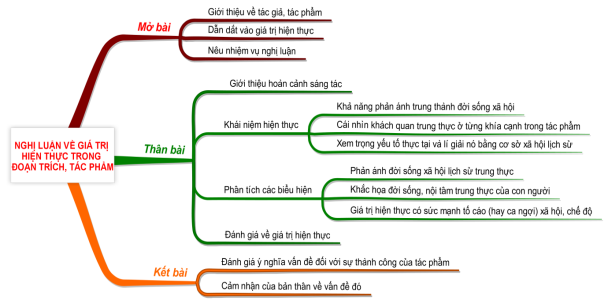 Mở bài
Giới thiệu về tác giả, tác phẩm
Dẫn dắt vào giá trị hiện thực
Nêu nhiệm vụ nghị luận
NGHỊ LUẬN VỀ GIÁ TRỊ
HIỆN THỰC TRONG
ĐOẠN TRÍCH, TÁC PHẨM
Thân bài
Giới thiệu hoàn cảnh sáng tác
Khái niệm hiện thực
Khả năng phản ánh trung thành đời sống xã hội
Cái nhìn khách quan trung thực ở từng khía cạnh trong tác phẩm
Xem trọng yếu tố thực tại và lí giải nó bằng cơ sở xã hội lịch sử
Phân tích các biểu hiện
Phản ánh đời sống xã hội lịch sử trung thực
Khắc họa đời sống, nội tâm trung thực của con người
Giá trị hiện thực có sức mạnh tố cáo (hay ca ngợi) xã hội, chế độ
Đánh giá về giá trị hiện thực
Kết bài
Đánh giá ý nghĩa vấn đề đối với sự thành công của tác phẩm
Cảm nhận của bản thân về vấn đề đó